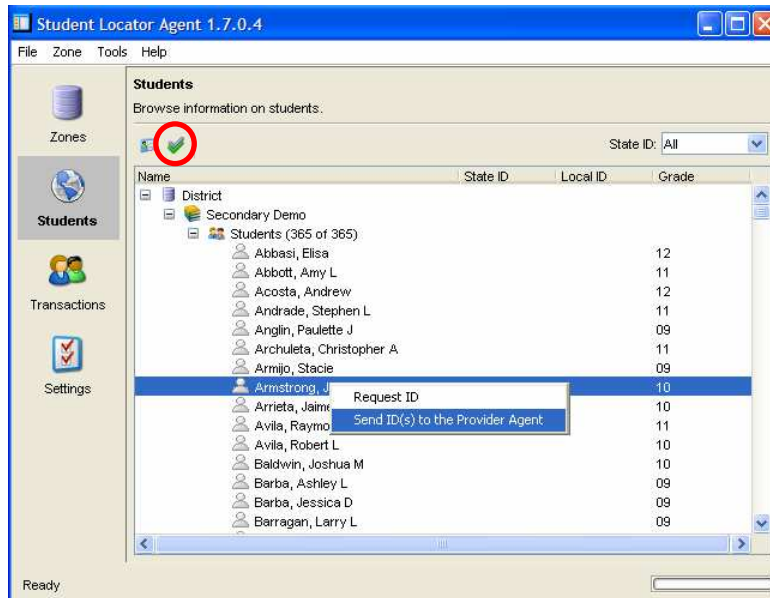 Student Locator Agent 1.7.0.4
File Zone Tools Help
Zones
Students
Transactions
Settings
Students
Browse information on students.
State ID: All
Name State ID Local ID Grade
District
Secondary Demo
Students (365 of 365)
Abbasi, Elisa 12
Abbott, Amy L 11
Acosta, Andrew 12
Andrade, Stephen L 11
Anglin, Paulette J 09
Archuleta, Christopher A 11
Armijo, Stacie 09
Armstrong, J 10
Arrieta, Jaime 10
Avila, Raymo 11
Avila, Robert L 10
Baldwin, Joshua M 10
Barba, Ashley L 09
Barba, Jessica D 09
Barragan, Larry L 09
Request ID
Send ID(s) to the Provider Agent
Ready